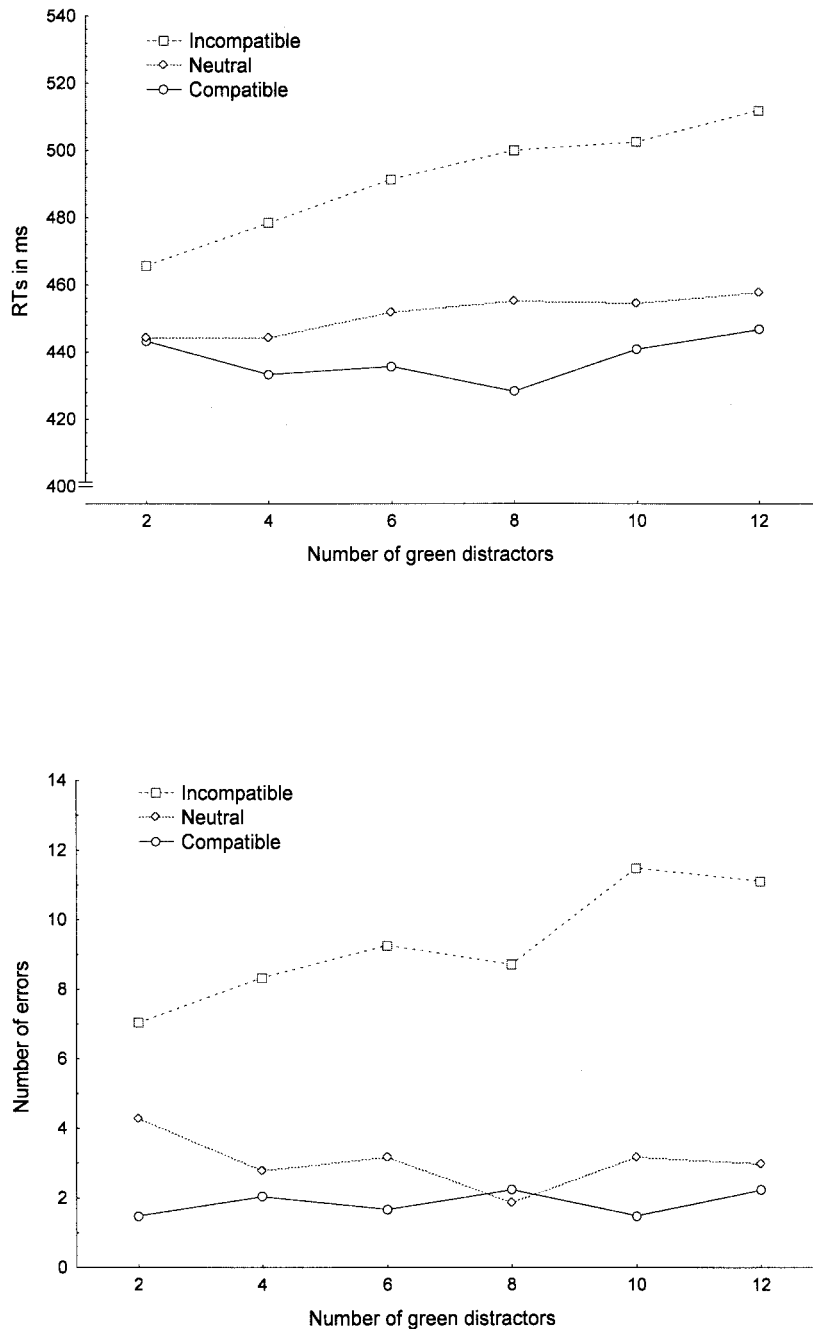 540
520
500
480
460
440
420
400
RTs in ms
Incompatible
Neutral
Compatible
2 4 6 8 10 12
Number of green distractors
14
12
10
8
6
4
2
0
Number of errors
Incompatible
Neutral
Compatible
2 4 6 8 10 12
Number of green distractors